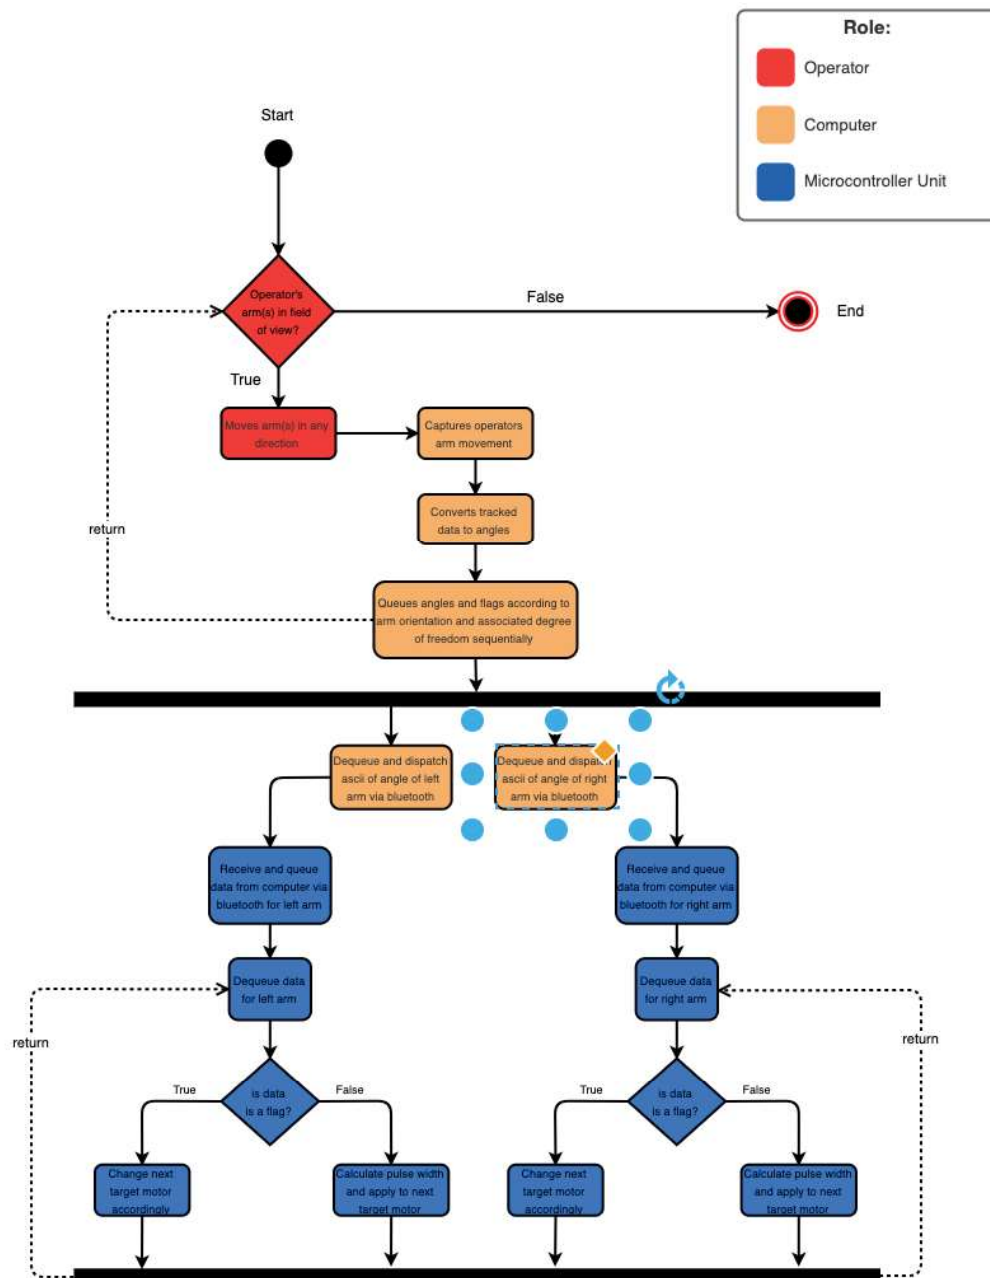 Role:
Operator
Computer
Microcontroller Unit
Start
Operator's
arm(s) in field
of view?
False
End
True
Moves arm(s) in any
direction
Captures operators
arm movement
Converts tracked
data to angles
return
Queues angles and flags according to
arm orientation and associated degree
of freedom sequentially
Dequeue and dispatch
ascii of angle of left
arm via bluetooth
Dequeue and dispatch
ascii of angle of right
arm via bluetooth
Receive and queue
data from computer via
bluetooth for left arm
Receive and queue
data from computer via
bluetooth for right arm
Dequeue data
for left arm
Dequeue data
for right arm
return
return
True
is data
is a flag?
False
True
is data
is a flag?
False
Change next
target motor
accordingly
Calculate pulse width
and apply to next
target motor
Change next
target motor
accordingly
Calculate pulse width
and apply to next
target motor